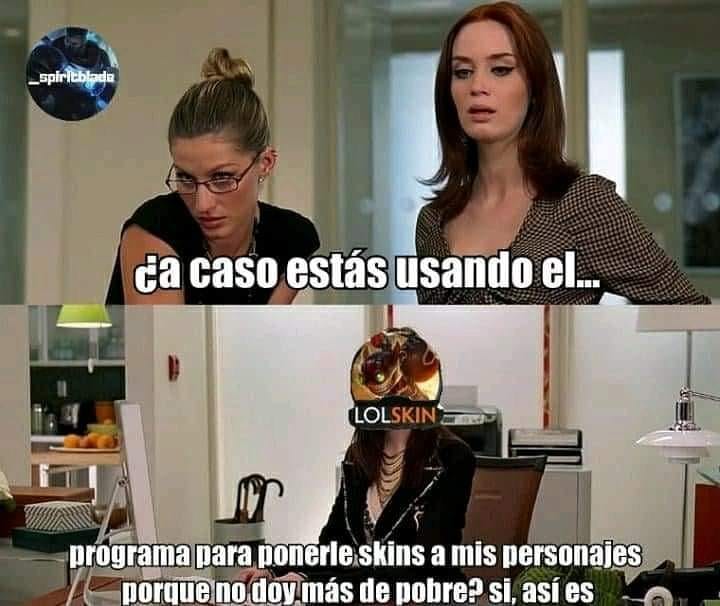 _spiritblade
¿a caso estás usando el...
LOLSKIN
programa para ponerle skins a mis personajes
porque no doy más de pobre? si, así es